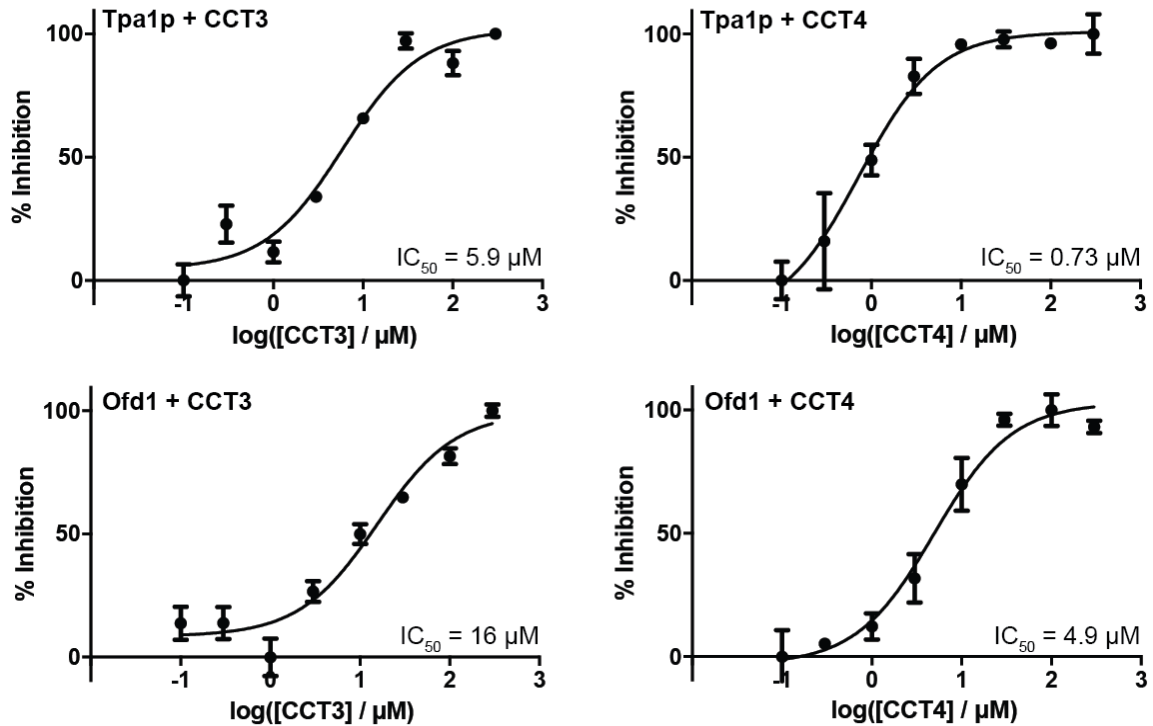 Tpa1p + CCT3
100
50
0
% Inhibition
IC50 = 5.9 µM
-1 0 1 2 3
log([CCT3] / µM)
Tpa1p + CCT4
100
50
0
% Inhibition
IC50 = 0.73 µM
-1 0 1 2 3
log([CCT4] / µM)
Ofd1 + CCT3
100
50
0
% Inhibition
IC50 = 16 µM
-1 0 1 2 3
log([CCT3] / µM)
Ofd1 + CCT4
100
50
0
% Inhibition
IC50 = 4.9 µM
-1 0 1 2 3
log([CCT4] / µM)